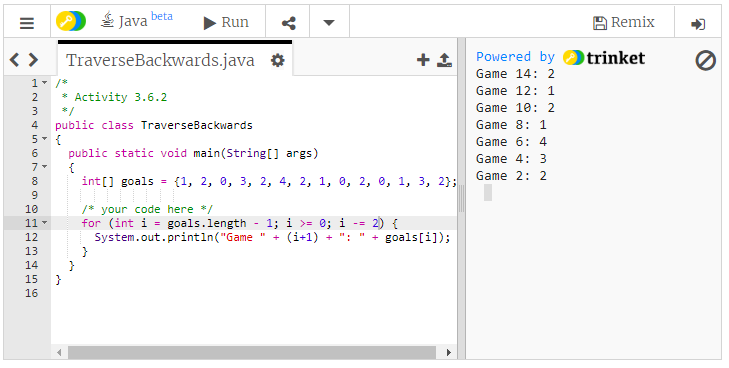 Java beta
Run
Remix
TraverseBackwards.java
1 /*
2  * Activity 3.6.2
3  */
4 public class TraverseBackwards
5 {
6   public static void main(String[] args)
7   {
8     int[] goals = {1, 2, 0, 3, 2, 4, 2, 1, 0, 2, 0, 1, 3, 2};
9
10     /* your code here */
11     for (int i = goals.length - 1; i >= 0; i -= 2) {
12       System.out.println("Game " + (i+1) + ": " + goals[i]);
13     }
14   }
15 }
16
Powered by trinket
Game 14: 2
Game 12: 1
Game 10: 2
Game 8: 1
Game 6: 4
Game 4: 3
Game 2: 2